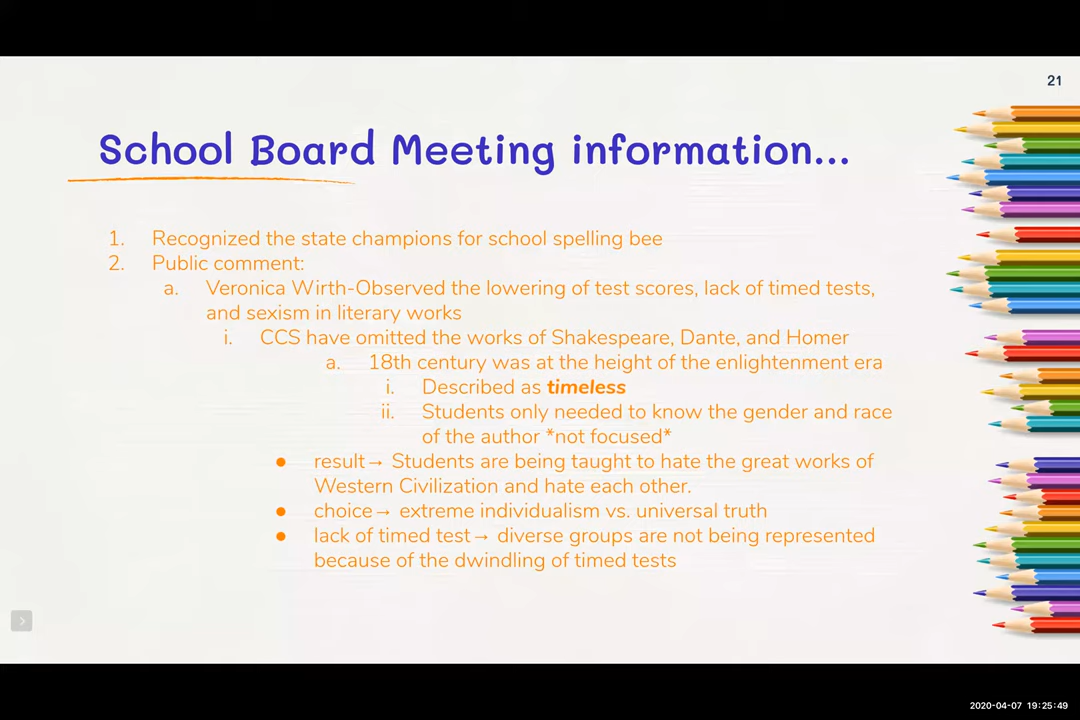 21
School Board Meeting information...
1. Recognized the state champions for school spelling bee
2. Public comment:
a. Veronica Wirth-Observed the lowering of test scores, lack of timed tests,
and sexism in literary works
i. CCS have omitted the works of Shakespeare, Dante, and Homer
a. 18th century was at the height of the enlightenment era
i. Described as timeless
ii. Students only needed to know the gender and race
of the author *not focused*
● result→ Students are being taught to hate the great works of
Western Civilization and hate each other.
● choice→ extreme individualism vs. universal truth
● lack of timed test→ diverse groups are not being represented
because of the dwindling of timed tests
2020-04-07 19:25:49